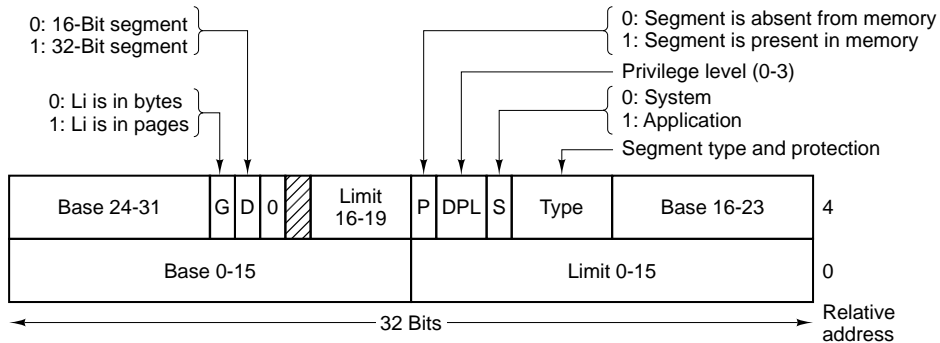 0: 16-Bit segment
1: 32-Bit segment
0: Li is in bytes
1: Li is in pages
0: Segment is absent from memory
1: Segment is present in memory
Privilege level (0-3)
0: System
1: Application
Segment type and protection
Base 24-31
G
D
0
Limit
16-19
P
DPL
S
Type
Base 16-23
4
Base 0-15
Limit 0-15
0
32 Bits
Relative
address